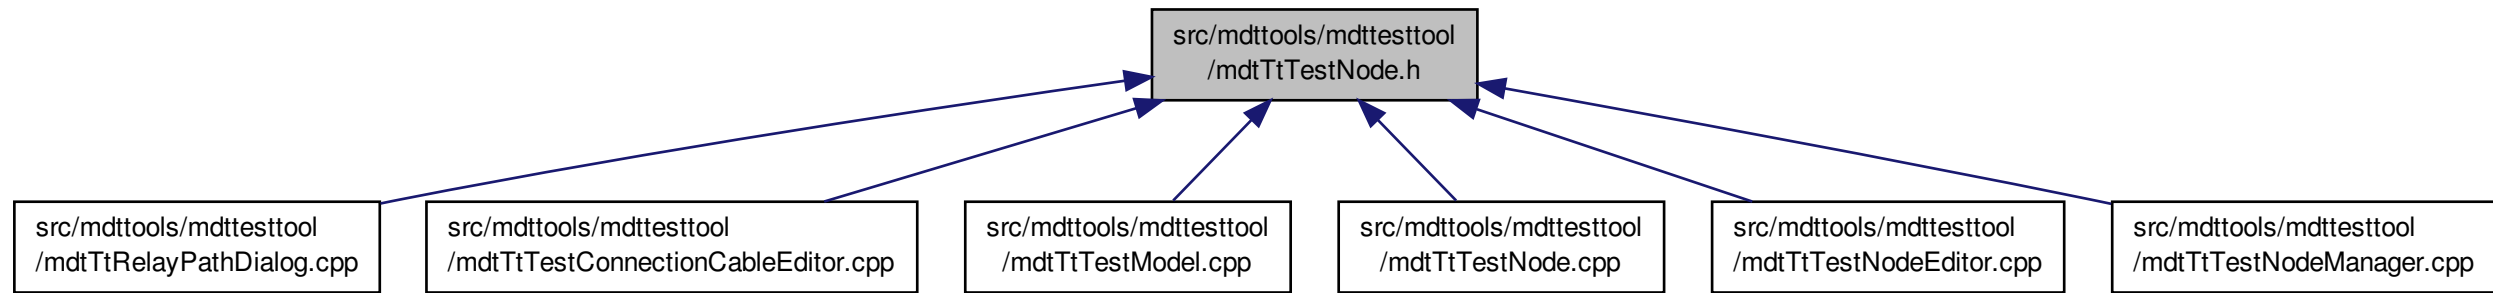 src/mdttools/mdttesttool
/mdtTtTestNode.h
src/mdttools/mdttesttool
/mdtTtRelayPathDialog.cpp
src/mdttools/mdttesttool
/mdtTtTestConnectionCableEditor.cpp
src/mdttools/mdttesttool
/mdtTtTestModel.cpp
src/mdttools/mdttesttool
/mdtTtTestNode.cpp
src/mdttools/mdttesttool
/mdtTtTestNodeEditor.cpp
src/mdttools/mdttesttool
/mdtTtTestNodeManager.cpp